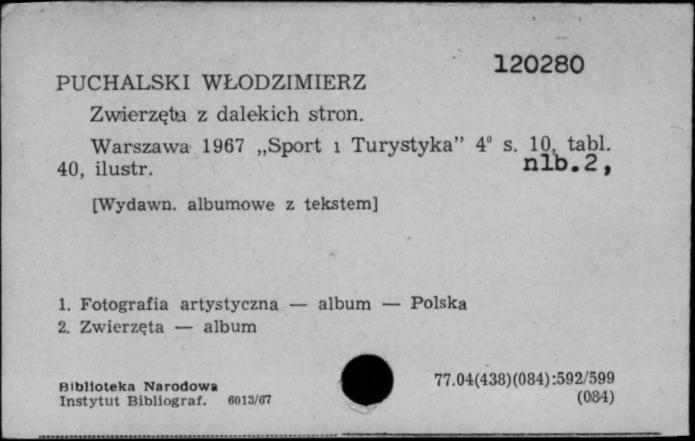 120280
PUCHALSKI WŁODZIMIERZ
Zwierzęta z dalekich stron.
Warszawa 1967 „Sport i Turystyka” 4° s. 10, tabl.
40, ilustr. nlb.2,
[Wydawn. albumowe z tekstem]
1. Fotografia artystyczna — album — Polska
2. Zwierzęta — album
Biblioteka Narodowa 77.04(438)(084):592/599
Instytut Bibliograf. 6013/67 (084)